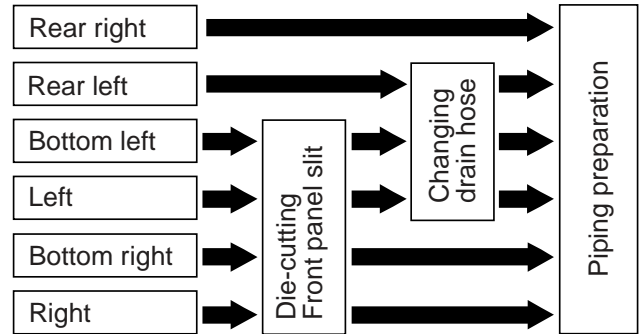 Rear right
Rear left
Bottom left
Left
Bottom right
Right
Die-cutting
Front panel slit
Changing
drain hose
Piping preparation